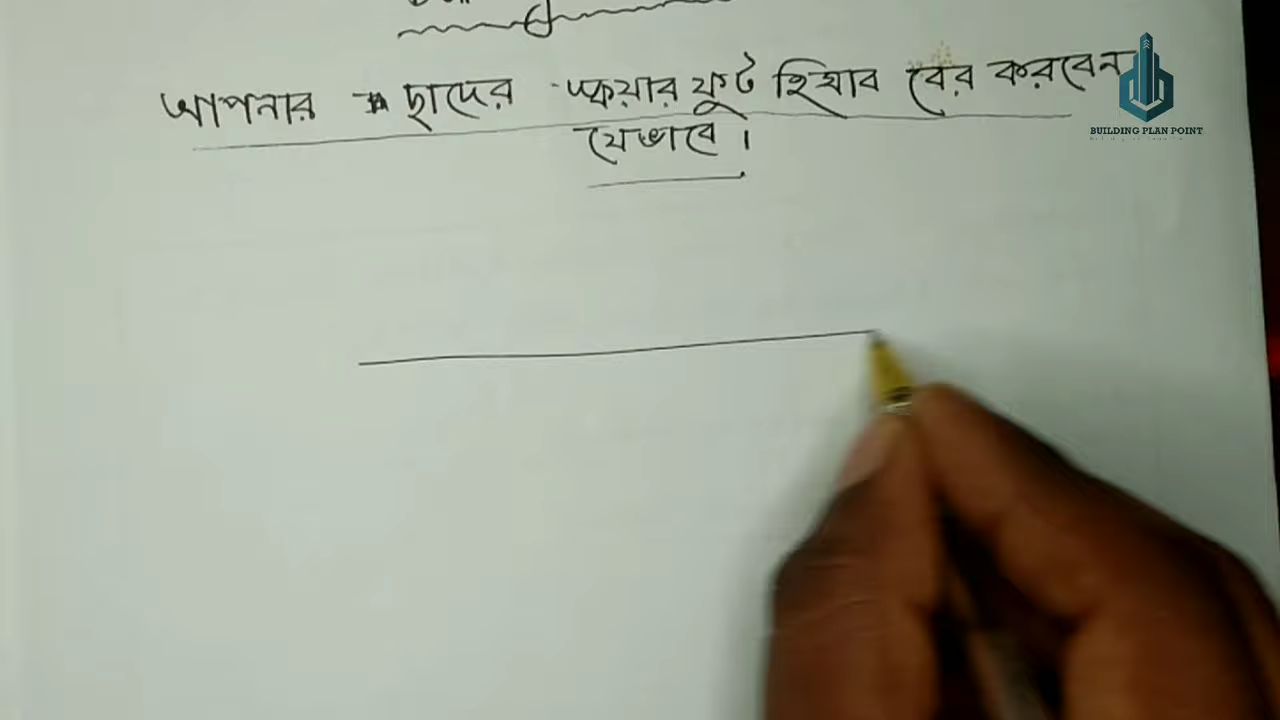 আপনার ছাদের স্কয়ার ফুট হিসাব বের করবেন
যেভাবে।
BUILDING PLAN POINT